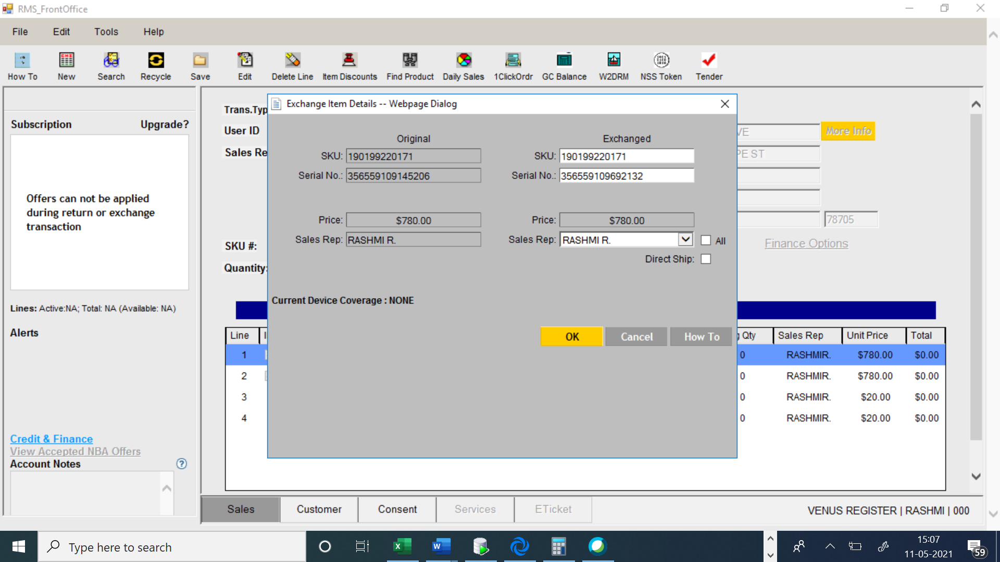 RMS_FrontOffice
File Edit Tools Help
How To New Search Recycle Save Edit Delete Line Item Discounts Find Product Daily Sales 1ClickOrdr GC Balance W2DRM NSS Token Tender
Subscription Upgrade?
Offers can not be applied
during return or exchange
transaction
Lines: Active:NA; Total: NA (Available: NA)
Alerts
Credit & Finance
View Accepted NBA Offers
Account Notes
?
Trans.Typ
User ID
Sales Re
SKU #:
Quantity:
More Info
78705
Finance Options
Exchange Item Details -- Webpage Dialog
Original Exchanged
SKU: 190199220171 SKU: 190199220171
Serial No.: 356559109145206 Serial No.: 356559109692132
Price: $780.00 Price: $780.00
Sales Rep: RASHMI R. Sales Rep: RASHMI R. All
Direct Ship:
Current Device Coverage : NONE
OK Cancel How To
Line Qty Sales Rep Unit Price Total
1 0 RASHMIR. $780.00 $0.00
2 0 RASHMIR. $780.00 $0.00
3 0 RASHMIR. $20.00 $0.00
4 0 RASHMIR. $20.00 $0.00
Sales Customer Consent Services ETicket
VENUS REGISTER | RASHMI | 000
Type here to search
15:07
11-05-2021
59